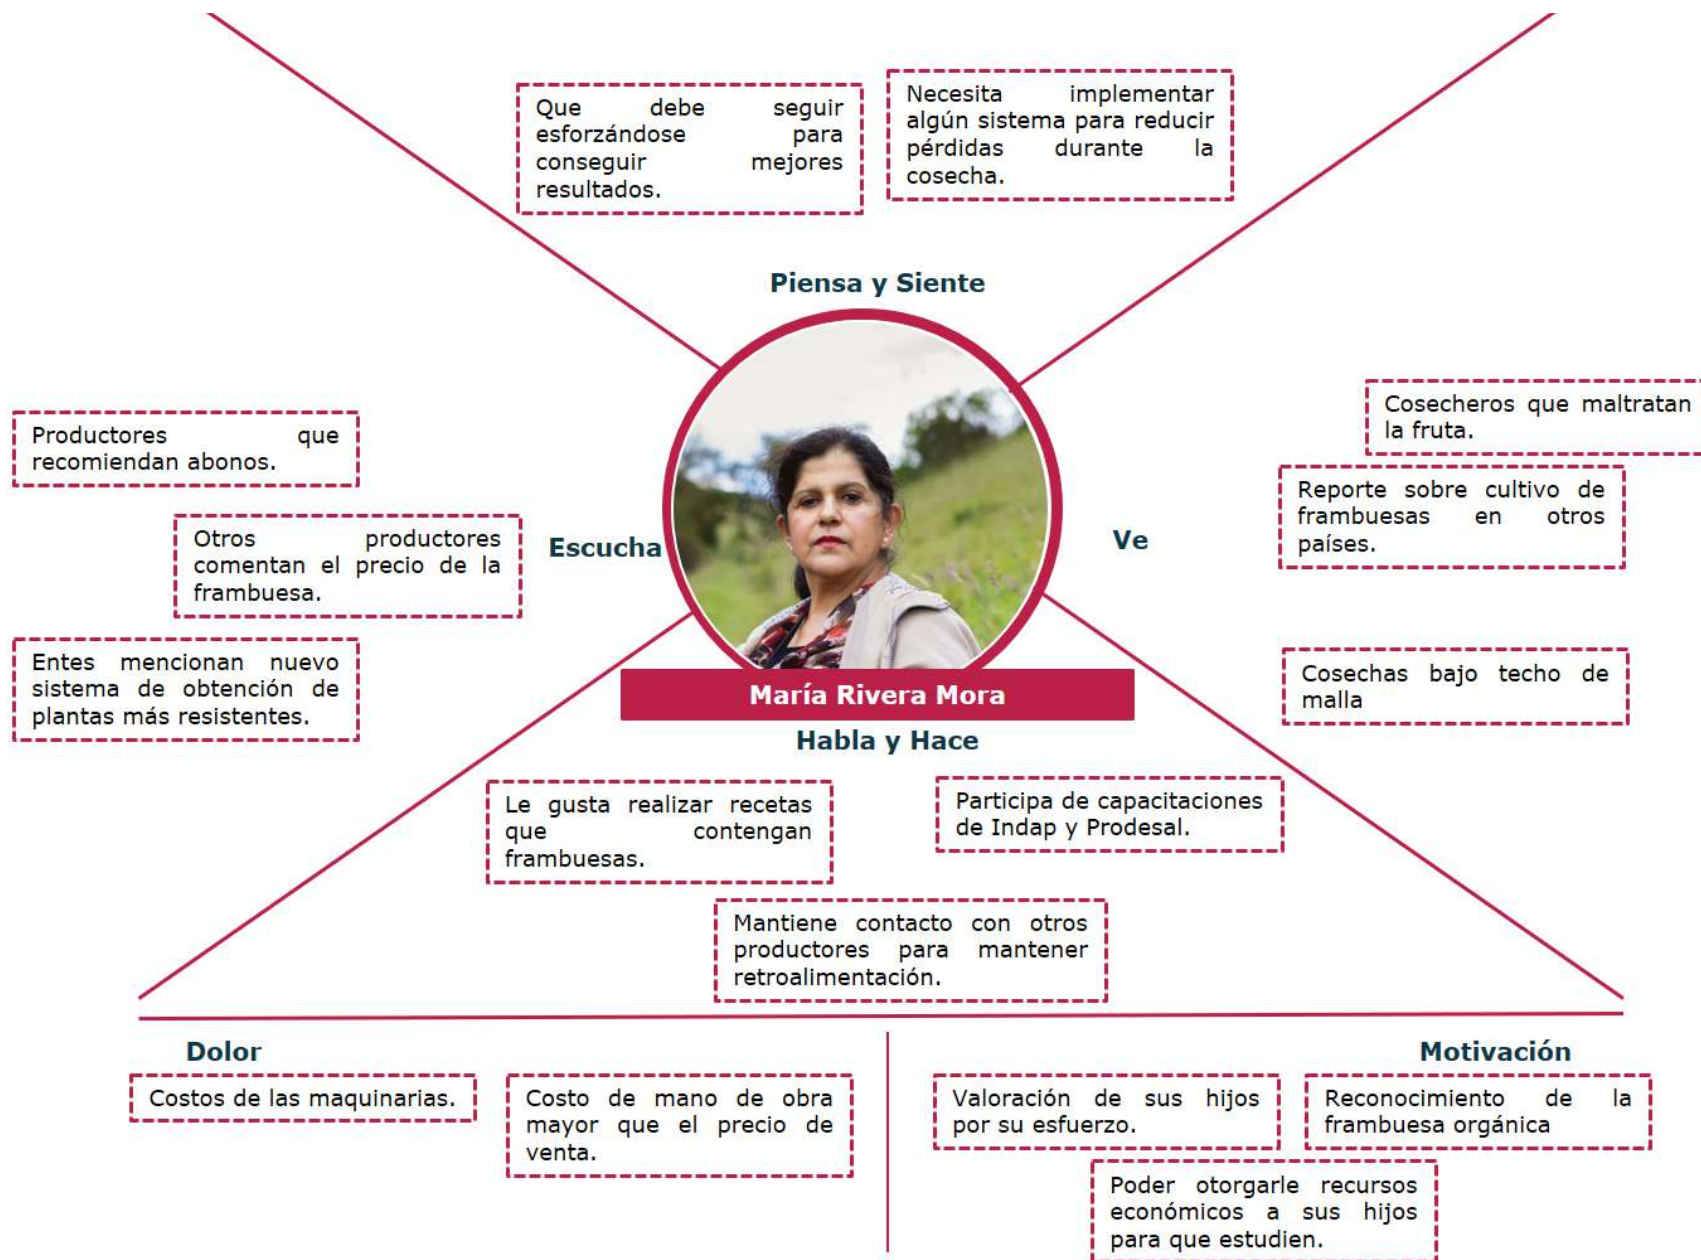 Que debe seguir
esforzándose para
conseguir mejores
resultados.
Necesita implementar
algún sistema para reducir
pérdidas durante la
cosecha.
Piensa y Siente
Productores que
recomiendan abonos.
Otros productores
comentan el precio de la
frambuesa.
Entes mencionan nuevo
sistema de obtención de
plantas más resistentes.
Escucha
Ve
Cosecheros que maltratan
la fruta.
Reporte sobre cultivo de
frambuesas en otros
países.
Cosechas bajo techo de
malla
María Rivera Mora
Habla y Hace
Le gusta realizar recetas
que contengan
frambuesas.
Participa de capacitaciones
de Indap y Prodesal.
Mantiene contacto con otros
productores para mantener
retroalimentación.
Dolor
Costos de las maquinarias.
Costo de mano de obra
mayor que el precio de
venta.
Motivación
Valoración de sus hijos
por su esfuerzo.
Reconocimiento de la
frambuesa orgánica
Poder otorgarle recursos
económicos a sus hijos
para que estudien.